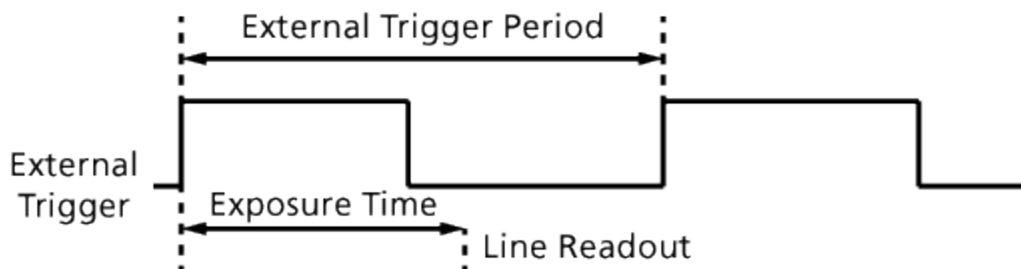 External Trigger Period
External
Trigger
Exposure Time
Line Readout